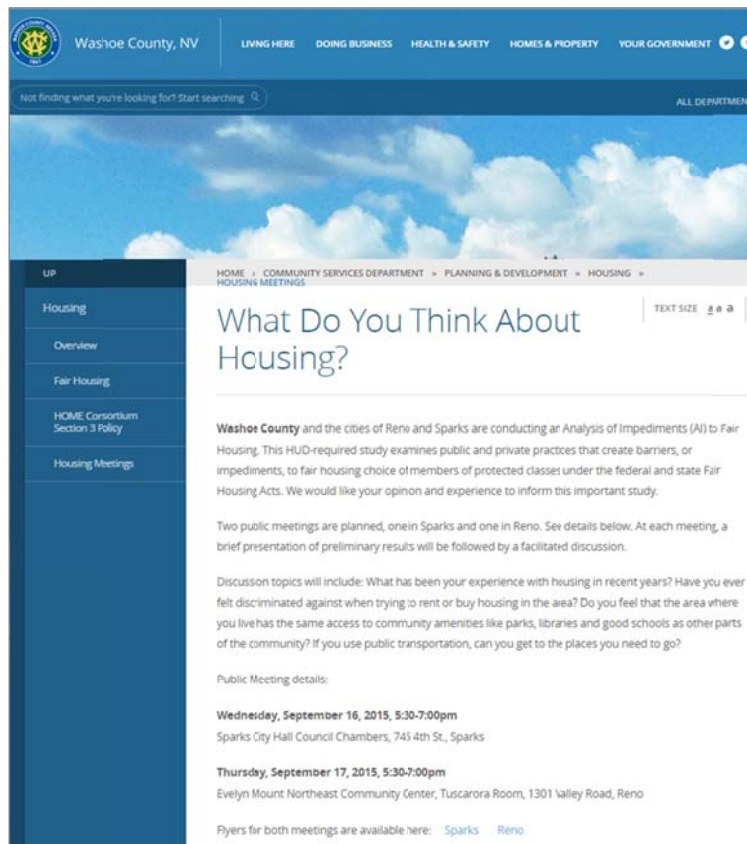 1861
Washoe County, NV
LIVNG HERE DOING BUSINESS HEALTH & SAFETY HOMES & PROPERTY YOUR GOVERNMENT
Not finding what you're looking for? Start searching
ALL DEPARTMEN
UP
Housing
Overview
Fair Housing
HOME Consortium
Section 3 Policy
Housing Meetings
HOME › COMMUNITY SERVICES DEPARTMENT » PLANNING & DEVELOPMENT » HOUSING »
HOUSING MEETINGS
TEXT SIZE a a a
What Do You Think About
Housing?
Washoe County and the cities of Reno and Sparks are conducting an Analysis of Impediments (AI) to Fair
Housing. This HUD-required study examines public and private practces that create barriers, or
impediments, to fair housing choice of members of protected classes under the federal and state Fair
Housing Acts. We would like your opinon and experience to inform this important study.
Two public meetings are planned, onein Sparks and one in Reno. See details below. At each meeting, a
brief presentation of preliminary results will be followed by a facilitated discussion.
Discusson topics will include: What has been your experience with housing in recent years? Have you ever
felt discriminated against when trying to rent or buy housing in the area? Do you feel that the area where
you livehas the same access to community amenities like parks, libraries and good schools as other parts
of the community? If you use public transportation, can you get to the places you need to go?
Public Meeting details:
Wednesday, September 16, 2015, 5:30-7:00pm
Sparks City Hall Council Chambers, 745 4th St., Sparks
Thursday, September 17, 2015, 5:30-7:00pm
Evelyn Mount Northeast Community Center, Tuscarora Room, 1301 Valley Road, Reno
Flyers for both meetings are available here: Sparks Reno